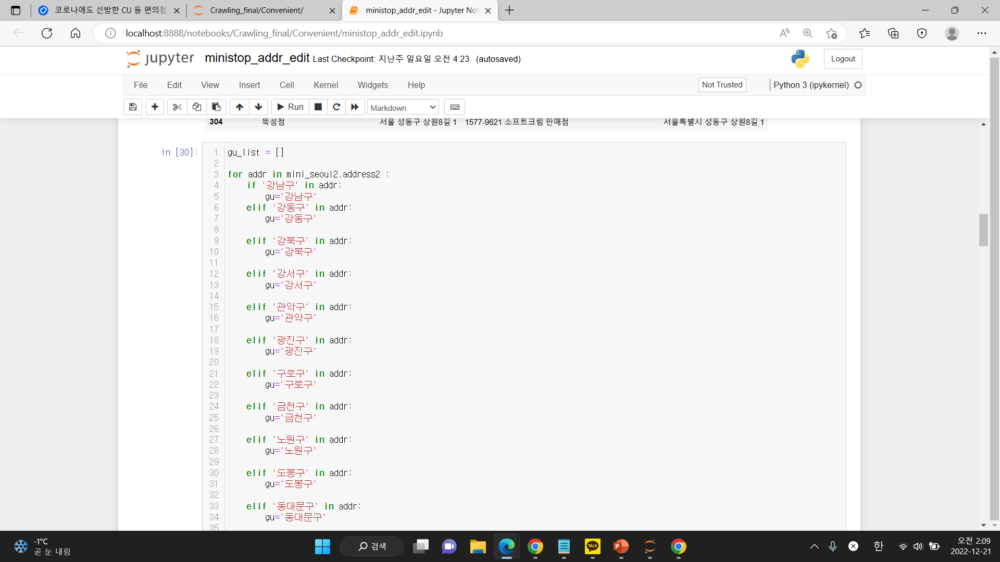 코로나에도 선방한 CU 등 편의점
Crawling_final/Convenient/
ministop_addr_edit - Jupyter Not
localhost:8888/notebooks/Crawling_final/Convenient/ministop_addr_edit.ipynb
jupyter ministop_addr_edit Last Checkpoint: 지난주 일요일 오전 4:23 (autosaved)
Logout
File Edit View Insert Cell Kernel Widgets Help
Not Trusted
Python 3 (ipykernel)
Run
Markdown
304 뚝섬점 서울 성동구 상원8길 1 1577-9621 소프트크림 판매점 서울특별시 성동구 상원8길 1
In [30]:
1 gu_list = []
2
3 for addr in mini_seoul2.address2 :
4 if '강남구' in addr:
5 gu='강남구'
6 elif '강동구' in addr:
7 gu='강동구'
8
9 elif '강북구' in addr:
10 gu='강북구'
11
12 elif '강서구' in addr:
13 gu='강서구'
14
15 elif '관악구' in addr:
16 gu='관악구'
17
18 elif '광진구' in addr:
19 gu='광진구'
20
21 elif '구로구' in addr:
22 gu='구로구'
23
24 elif '금천구' in addr:
25 gu='금천구'
26
27 elif '노원구' in addr:
28 gu='노원구'
29
30 elif '도봉구' in addr:
31 gu='도봉구'
32
33 elif '동대문구' in addr:
34 gu='동대문구'
35
-1°C
곧 눈 내림
검색
TALK
한
오전 2:09
2022-12-21